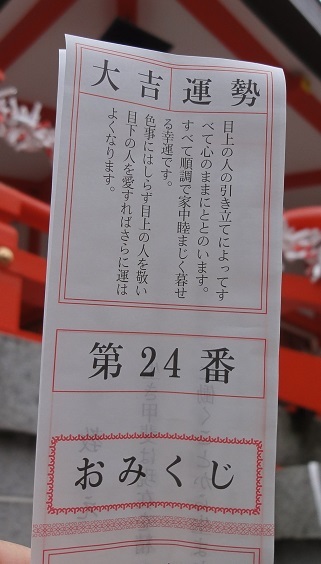 大吉運勢
目上の人の引き立てによってす
べて心のままにととのいます。
すべて順調で家中睦まじく暮せ
る幸運です。
色事にはしらず目上の人を敬い
目下の人を愛すればさらに運は
よくなります。
第24番
おみくじ